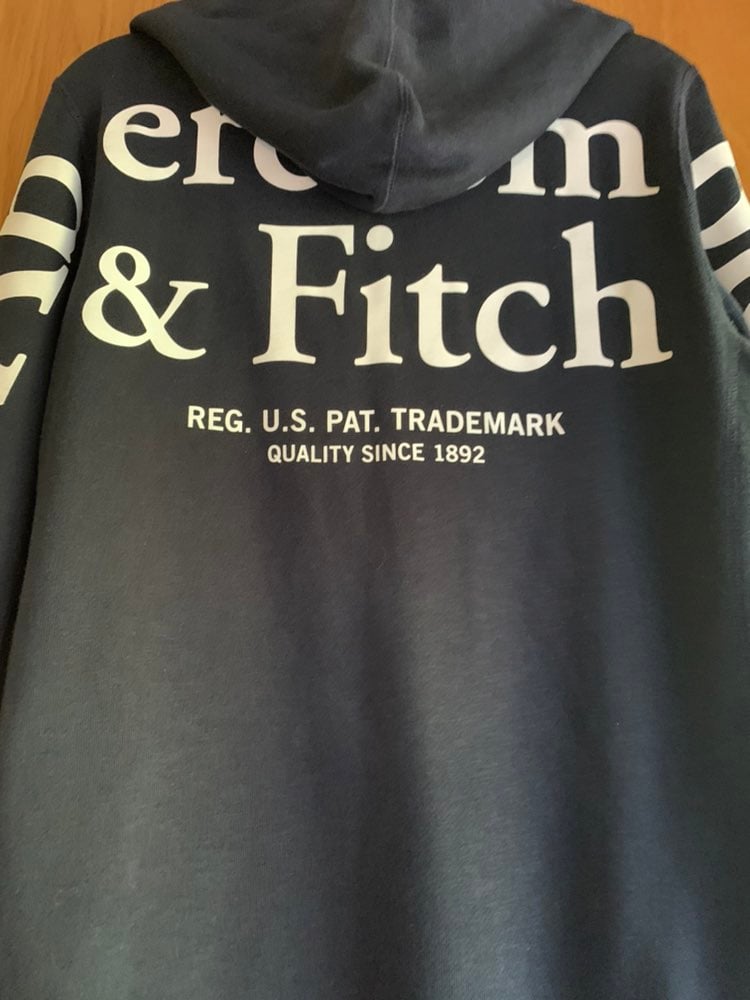 & Fitch
REG. U.S. PAT. TRADEMARK
QUALITY SINCE 1892